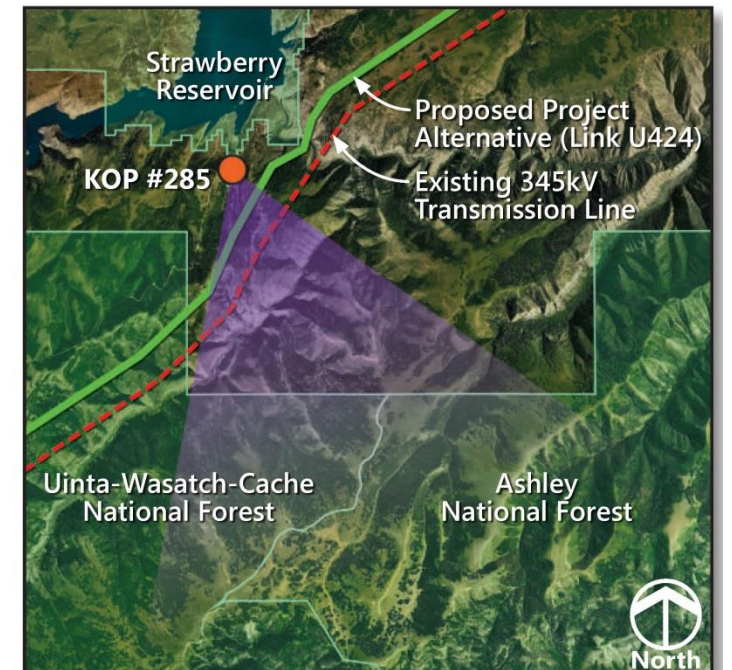 Strawberry
Reservoir
Proposed Project
Alternative (Link U424)
KOP #285
Existing 345kV
Transmission Line
Uinta-Wasatch-Cache
National Forest
Ashley
National Forest
North